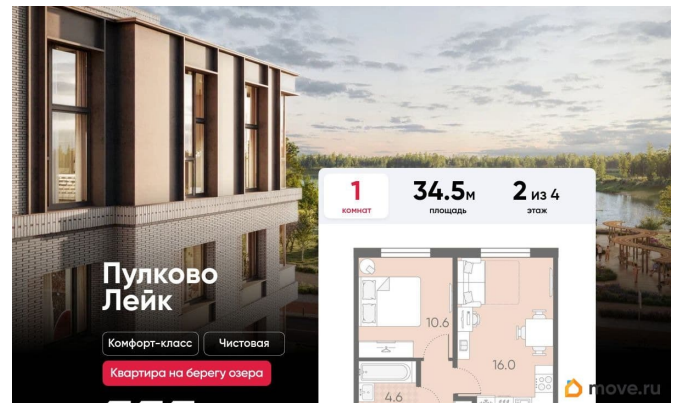 1
комнат
34.5м
площадь
2 из 4
этаж
Пулково
Лейк
Комфорт-класс
Чистовая
Квартира на берегу озера
10.6
16.0
4.6
move.ru